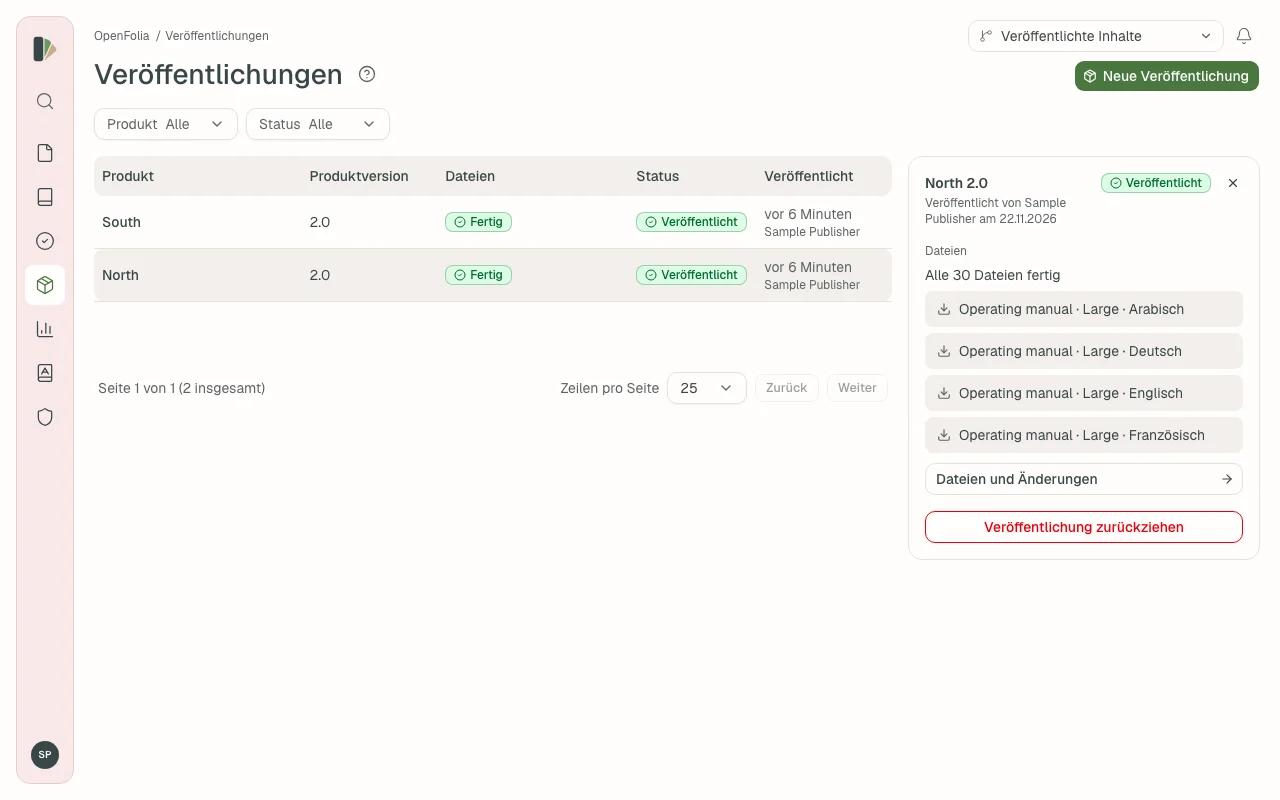 OpenFolia / Veröffentlichungen
Veröffentlichte Inhalte
Veröffentlichungen
Neue Veröffentlichung
Produkt Alle
Status Alle
Produkt Produktversion Dateien Status Veröffentlicht
South 2.0 Fertig Veröffentlicht vor 6 Minuten
Sample Publisher
North 2.0 Fertig Veröffentlicht vor 6 Minuten
Sample Publisher
Seite 1 von 1 (2 insgesamt)
Zeilen pro Seite 25 Zurück Weiter
North 2.0 Veröffentlicht
Veröffentlicht von Sample
Publisher am 22.11.2026
Dateien
Alle 30 Dateien fertig
Operating manual · Large · Arabisch
Operating manual · Large · Deutsch
Operating manual · Large · Englisch
Operating manual · Large · Französisch
Dateien und Änderungen
Veröffentlichung zurückziehen
SP